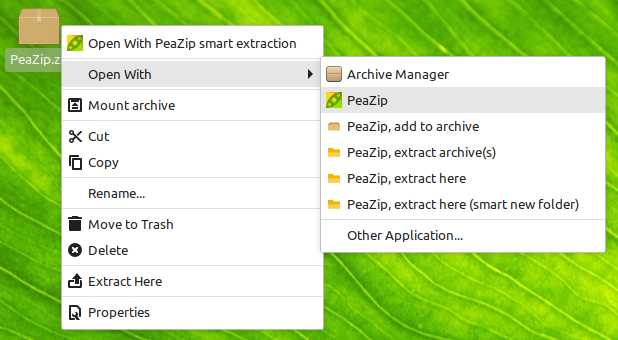 PeaZip.z
Open With PeaZip smart extraction
Open With
Mount archive
Cut
Copy
Rename...
Move to Trash
Delete
Extract Here
Properties
Archive Manager
PeaZip
PeaZip, add to archive
PeaZip, extract archive(s)
PeaZip, extract here
PeaZip, extract here (smart new folder)
Other Application...